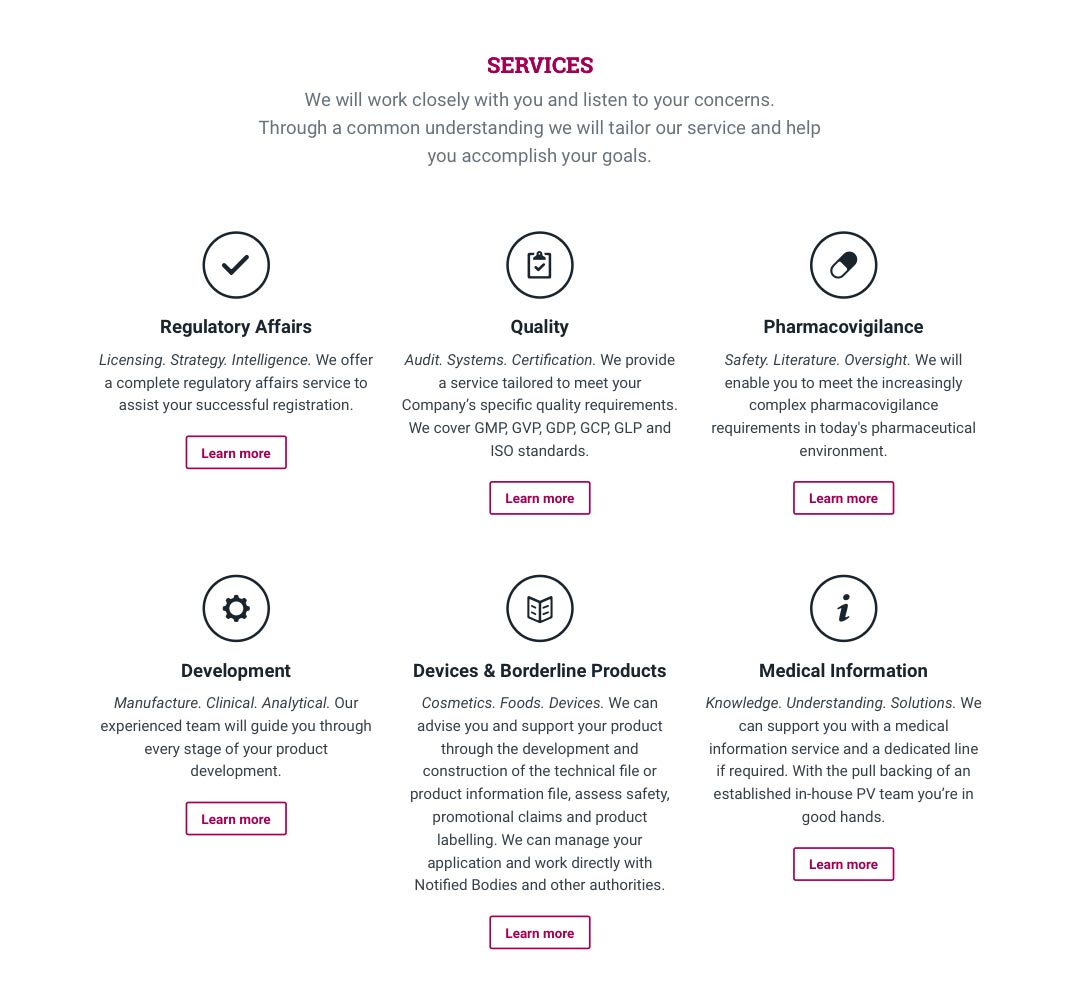 SERVICES
We will work closely with you and listen to your concerns.
Through a common understanding we will tailor our service and help
you accomplish your goals.
Regulatory Affairs
Licensing. Strategy. Intelligence. We offer
a complete regulatory affairs service to
assist your successful registration.
Learn more
Quality
Audit. Systems. Certification. We provide
a service tailored to meet your
Company’s specific quality requirements.
We cover GMP, GVP, GDP, GCP, GLP and
ISO standards.
Learn more
Pharmacovigilance
Safety. Literature. Oversight. We will
enable you to meet the increasingly
complex pharmacovigilance
requirements in today's pharmaceutical
environment.
Learn more
Development
Manufacture. Clinical. Analytical. Our
experienced team will guide you through
every stage of your product
development.
Learn more
Devices & Borderline Products
Cosmetics. Foods. Devices. We can
advise you and support your product
through the development and
construction of the technical file or
product information file, assess safety,
promotional claims and product
labelling. We can manage your
application and work directly with
Notified Bodies and other authorities.
Learn more
Medical Information
Knowledge. Understanding. Solutions. We
can support you with a medical
information service and a dedicated line
if required. With the pull backing of an
established in-house PV team you’re in
good hands.
Learn more